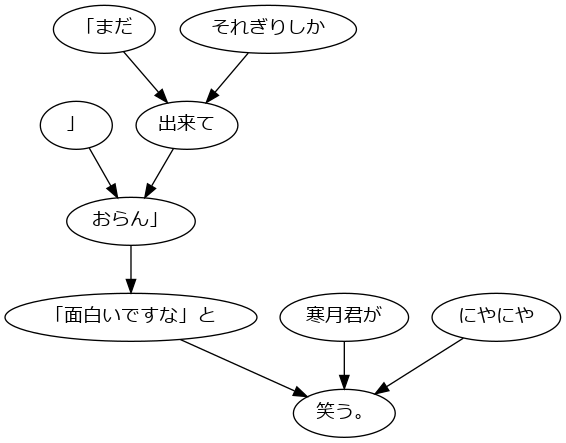 「まだ
それぎりしか
」
出来て
おらん」
「面白いですな」と
寒月君が
にやにや
笑う。